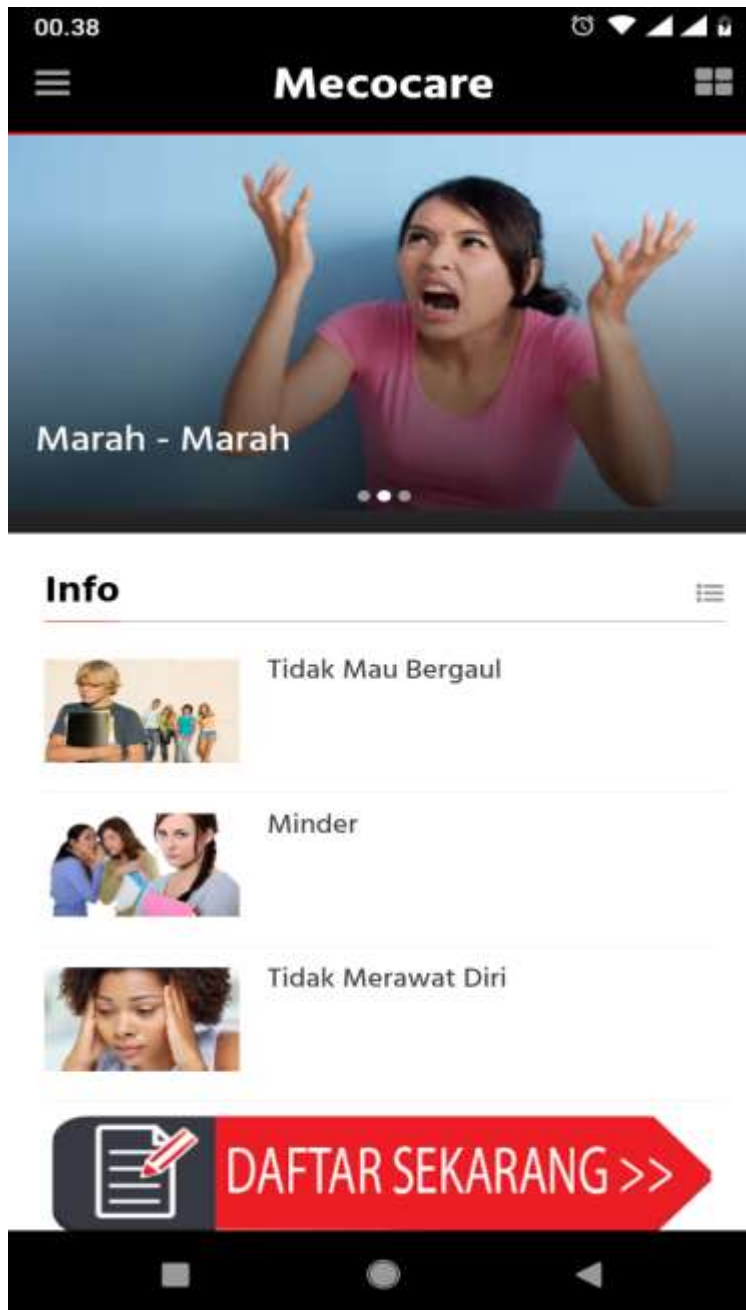 00.38
Mecocare
Marah - Marah
Info
Tidak Mau Bergaul
Minder
Tidak Merawat Diri
DAFTAR SEKARANG >>